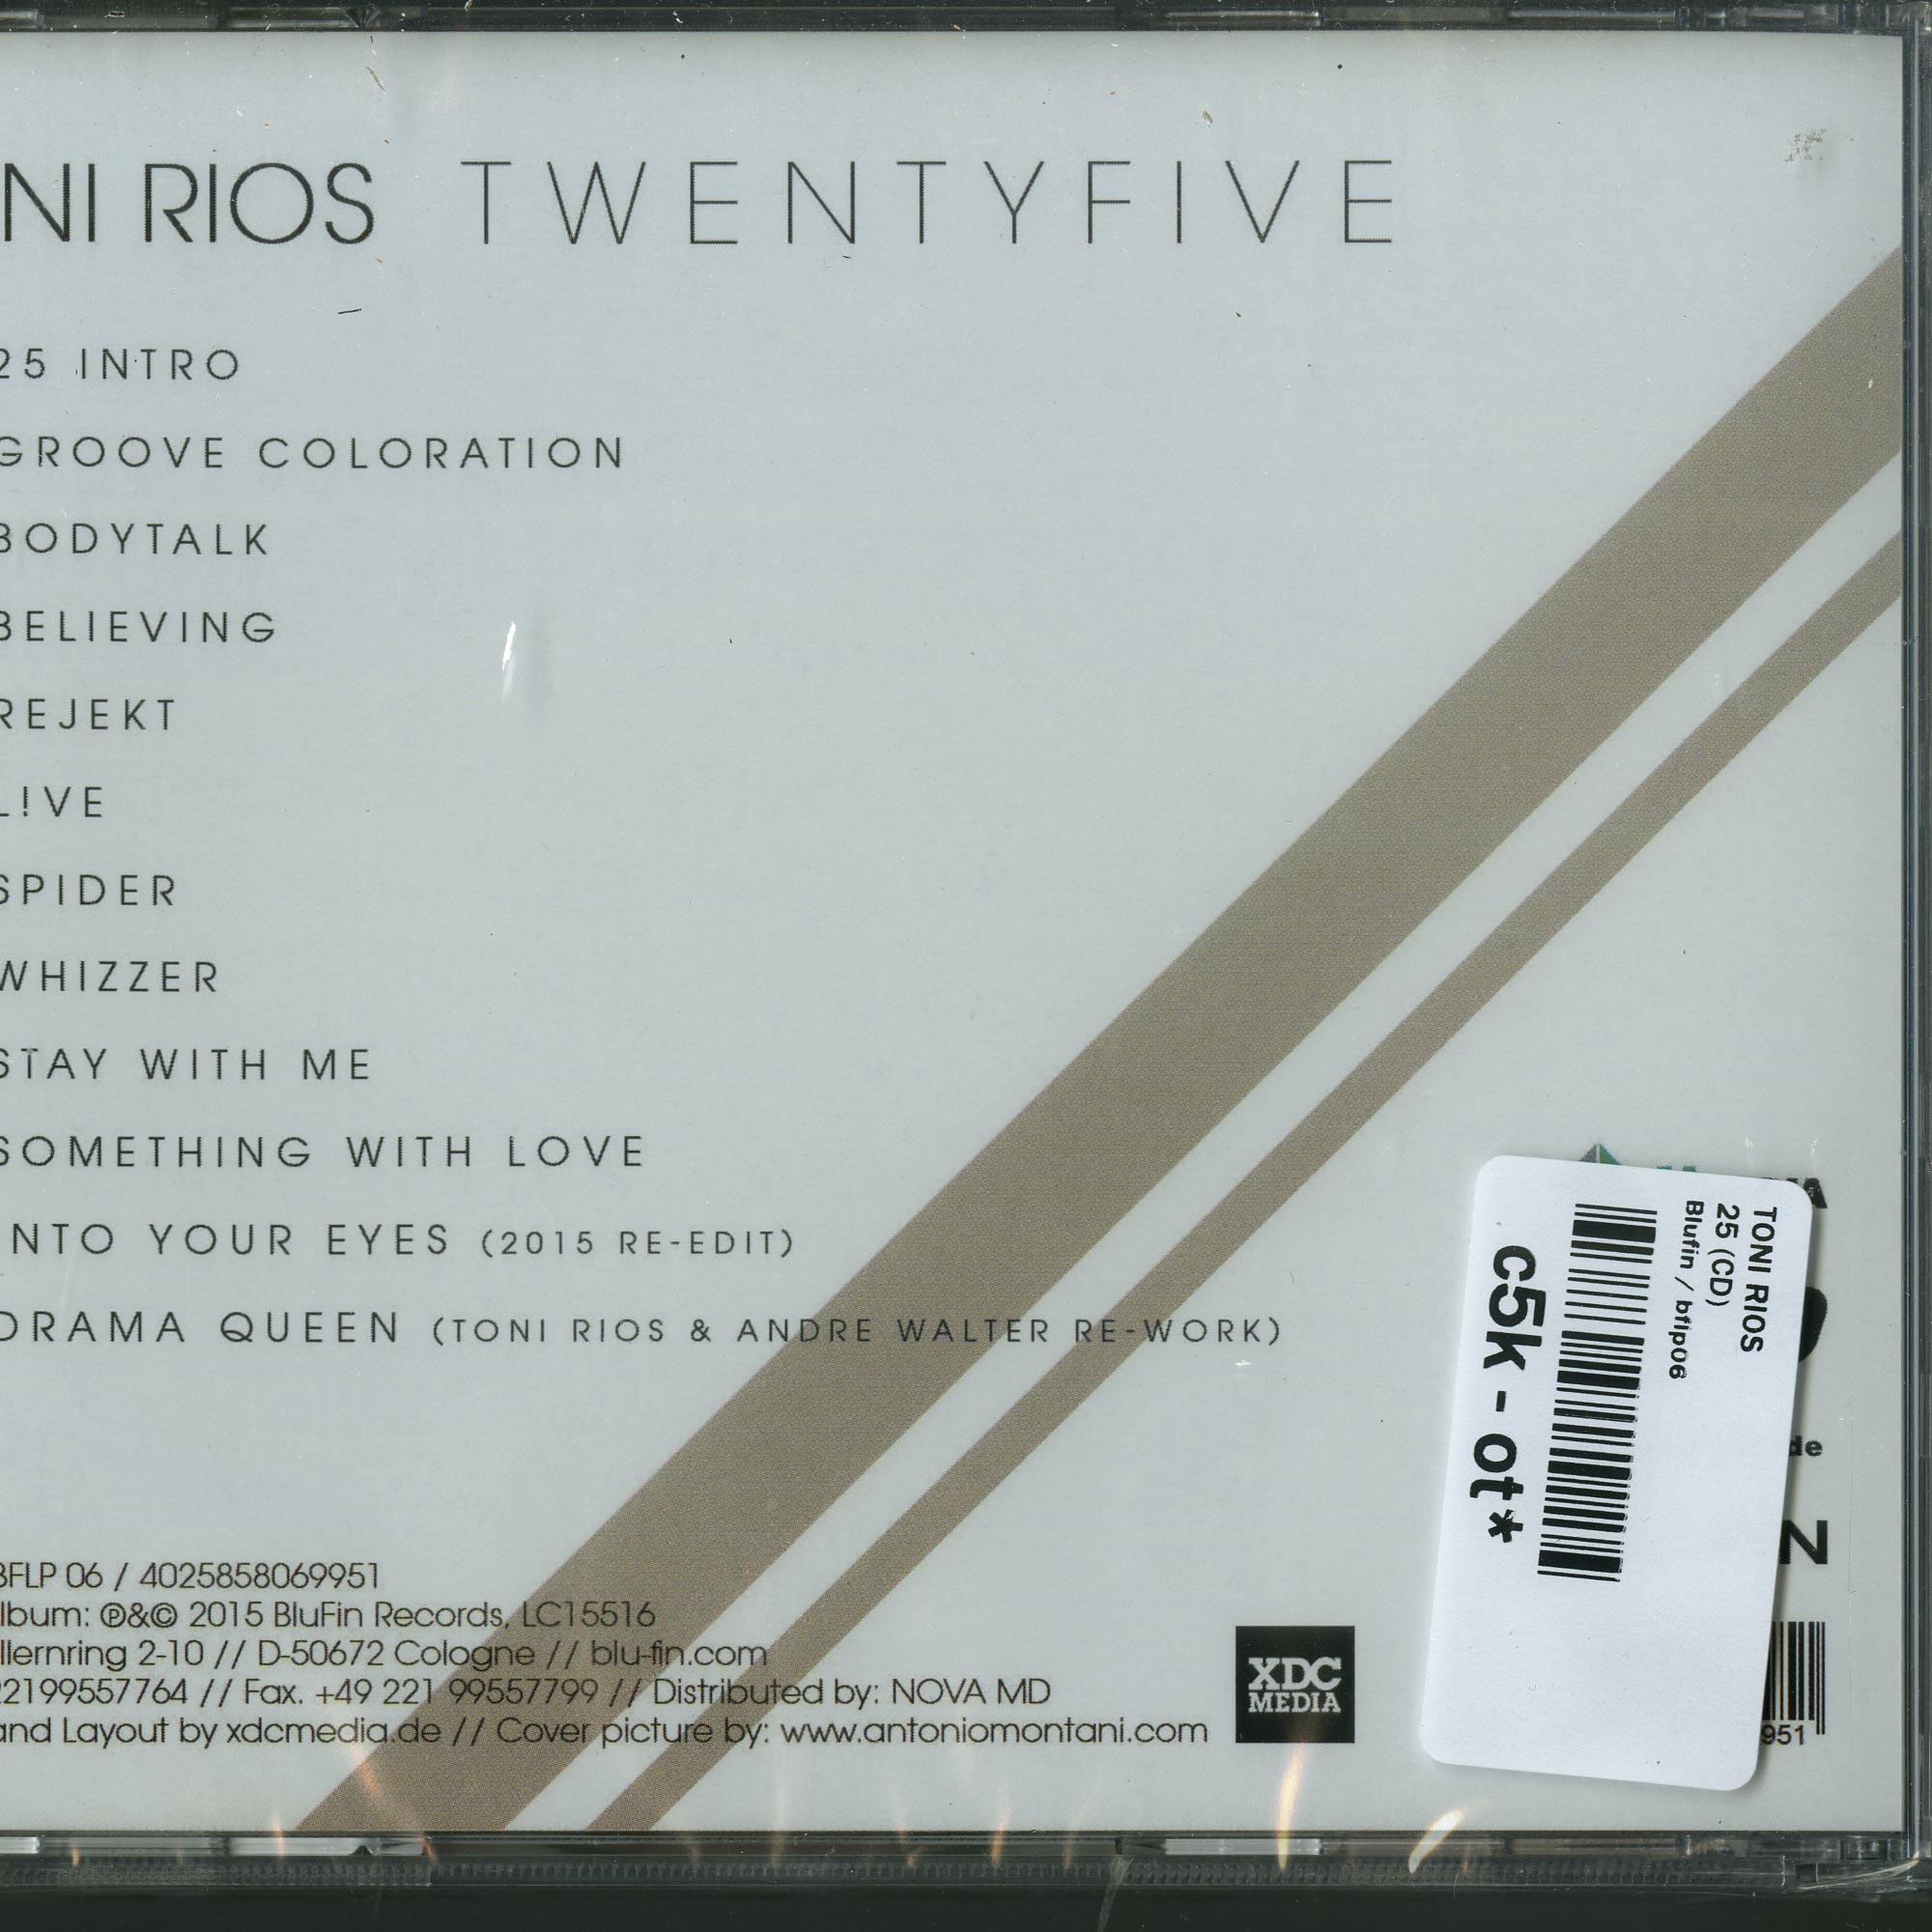 NI RIOS TWENTYFIVE
25 INTRO
GROOVE COLORATION
BODYTALK
BELIEVING
REJEKT
L!VE
SPIDER
WHIZZER
STAY WITH ME
SOMETHING WITH LOVE
INTO YOUR EYES (2015 RE-EDIT)
DRAMA QUEEN (TONI RIOS & ANDRE WALTER RE-WORK)
BFLP 06 / 4025858069951
lbum: ℗&© 2015 BluFin Records, LC15516
llernring 2-10 // D-50672 Cologne // blu-fin.com
22199557764 // Fax. +49 221 99557799 // Distributed by: NOVA MD
and Layout by xdcmedia.de // Cover picture by: www.antoniomontani.com
XDC
MEDIA
TONI RIOS
25 (CD)
Blufin / bflp06
c5k - ot*
de
N
951